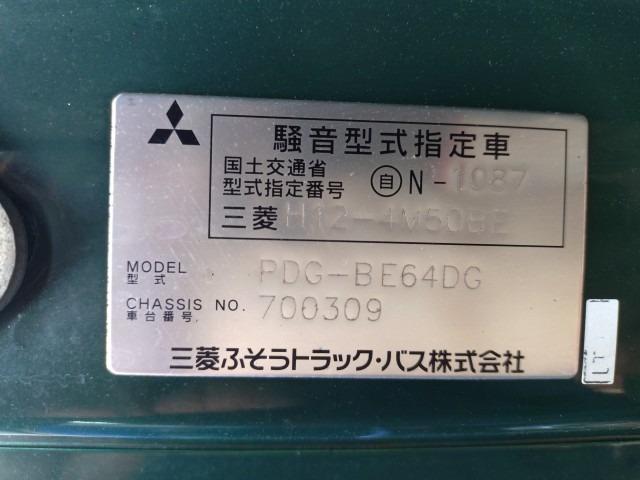 騒音型式指定車
国土交通省
型式指定番号 自 N-1987
三菱 H12-4M50BE
MODEL 型式 PDG-BE64DG
CHASSIS NO. 車台番号. 700309
三菱ふそうトラック・バス株式会社